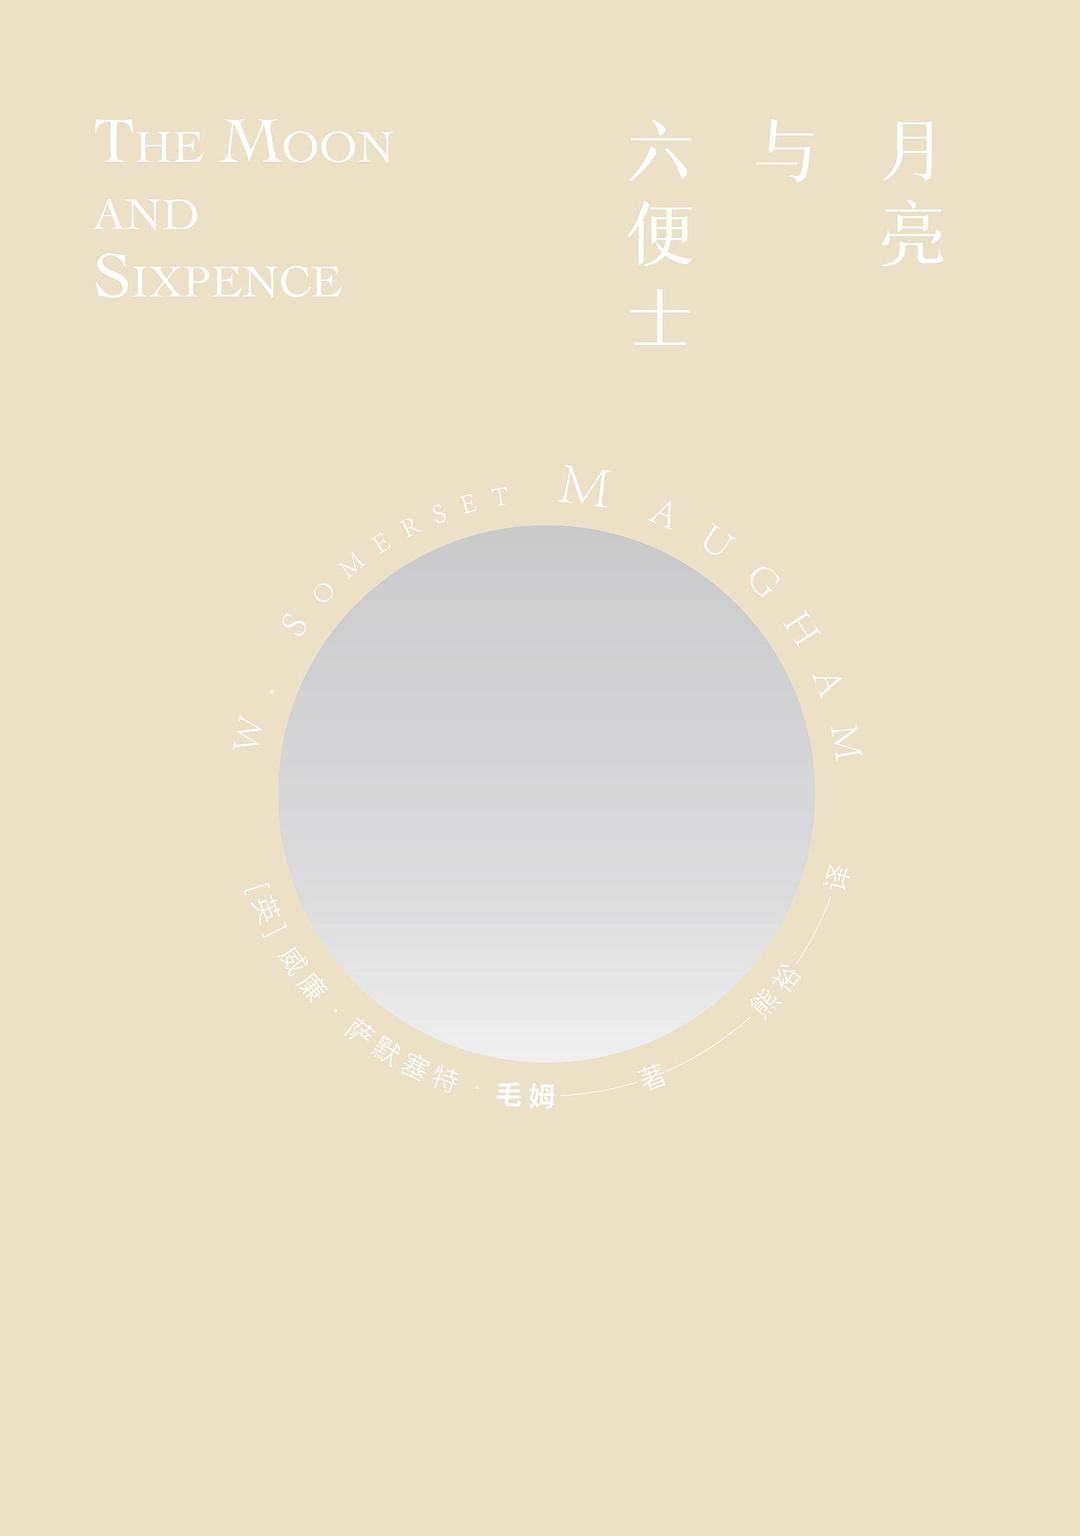 THE MOON
AND
SIXPENCE
月亮
与
六便士
W. SOMERSET MAUGHAM
[英] 威廉·萨默塞特·毛姆——著——熊裕——译